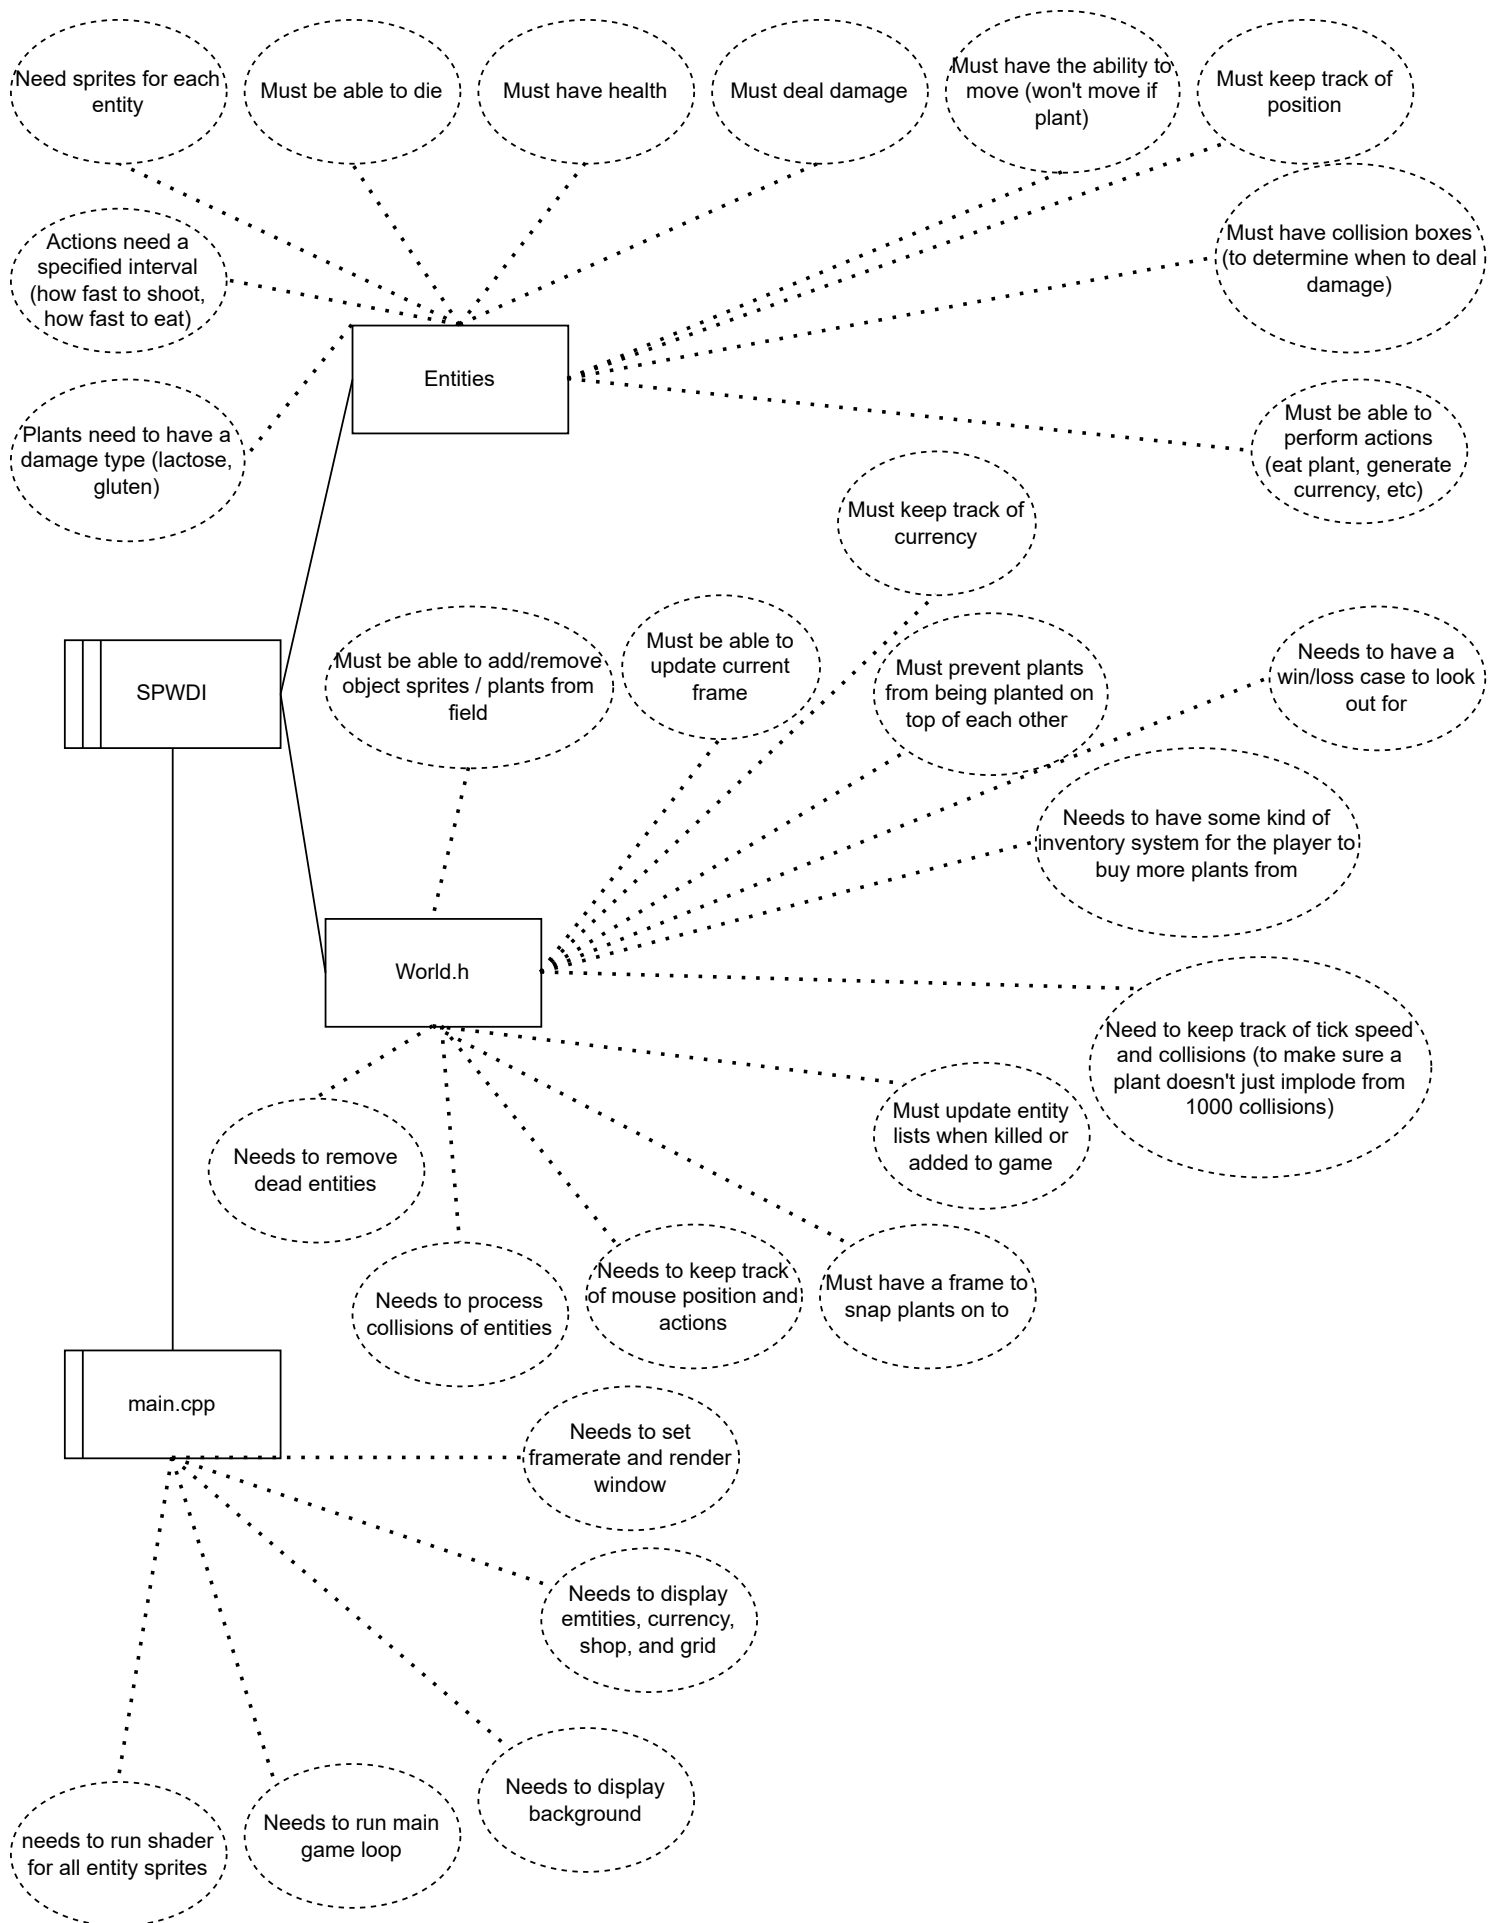 Need sprites for each
entity
Must be able to die
Must have health
Must deal damage
Must have the ability to
move (won't move if
plant)
Must keep track of
position
Actions need a
specified interval
(how fast to shoot,
how fast to eat)
Must have collision boxes
(to determine when to deal
damage)
Entities
Plants need to have a
damage type (lactose,
gluten)
Must be able to
perform actions
(eat plant, generate
currency, etc)
Must keep track of
currency
SPWDI
Must be able to add/remove
object sprites / plants from
field
Must be able to
update current
frame
Must prevent plants
from being planted on
top of each other
Needs to have a
win/loss case to look
out for
Needs to have some kind of
inventory system for the player to
buy more plants from
World.h
Need to keep track of tick speed
and collisions (to make sure a
plant doesn't just implode from
1000 collisions)
Must update entity
lists when killed or
added to game
Needs to remove
dead entities
Needs to process
collisions of entities
Needs to keep track
of mouse position and
actions
Must have a frame to
snap plants on to
main.cpp
Needs to set
framerate and render
window
Needs to display
emtities, currency,
shop, and grid
Needs to display
background
Needs to run main
game loop
needs to run shader
for all entity sprites